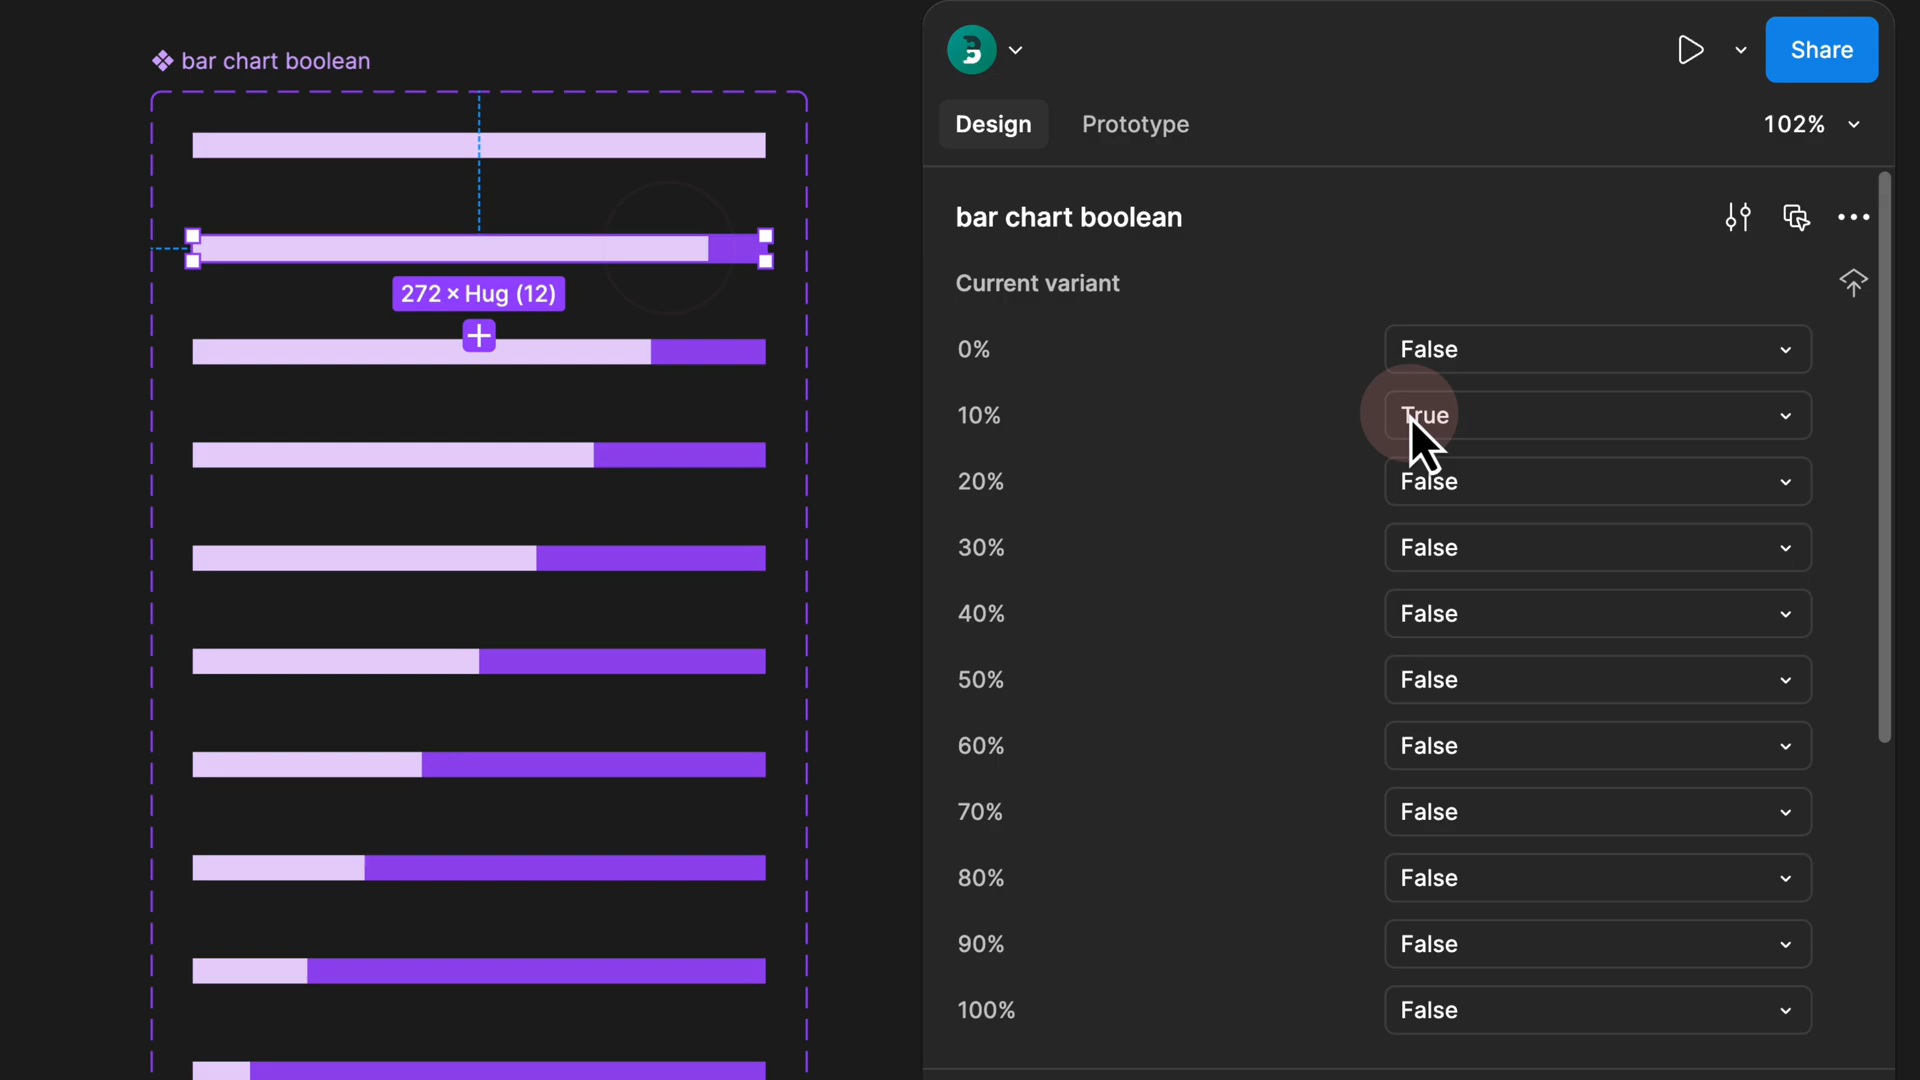 bar chart boolean
272 × Hug (12)
Share
Design Prototype 102%
bar chart boolean
Current variant
0% False
10% True
20% False
30% False
40% False
50% False
60% False
70% False
80% False
90% False
100% False